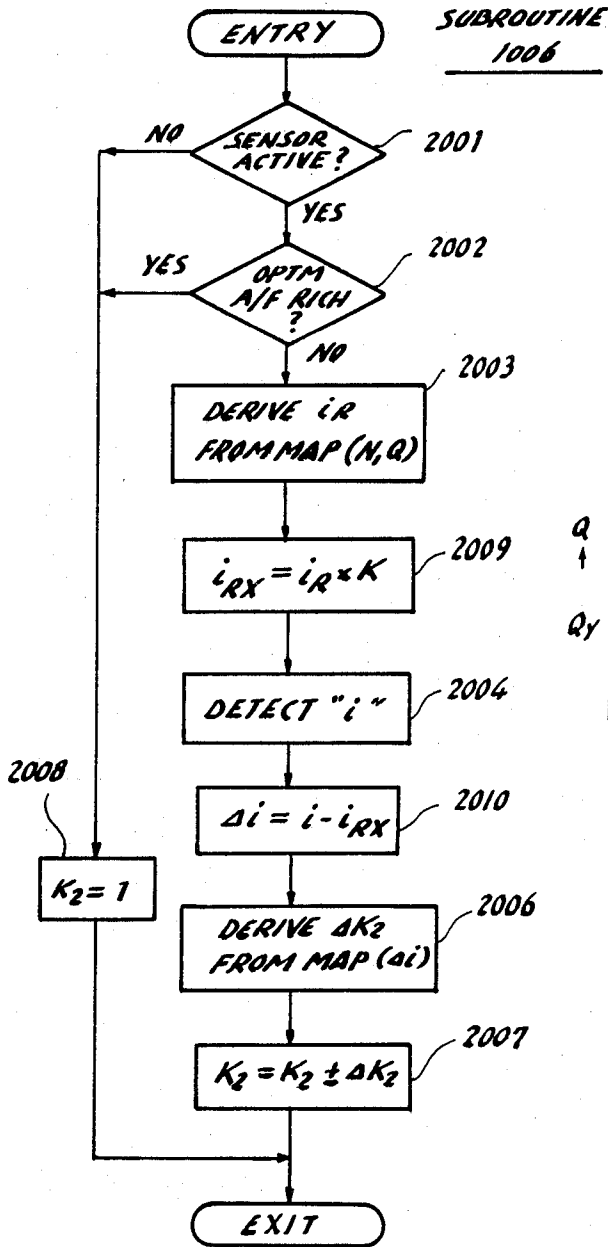 ENTRY
SUBROUTINE
1006
NO
SENSOR
ACTIVE?
2001
YES
YES
OPTM
A/F RICH
?
2002
NO
2003
DERIVE iR
FROM MAP (N,Q)
2009
iRX = iR × K
Q
Qy
2004
DETECT "i"
2008
2010
Δi = i - iRX
K2 = 1
2006
DERIVE ΔK2
FROM MAP (Δi)
2007
K2 = K2 ± ΔK2
EXIT